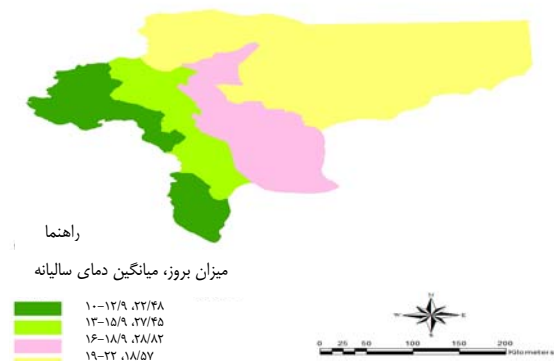 راهنما
میزان بروز، میانگین دمای سالیانه
۱۰-۱۲/۹ ،۲۲/۴۸
۱۳-۱۵/۹ ،۲۷/۴۵
۱۶-۱۸/۹ ،۲۸/۸۲
۱۹-۲۲ ،۱۸/۵۷
N
W E
S
0 25 50 100 150 200
Kilometers